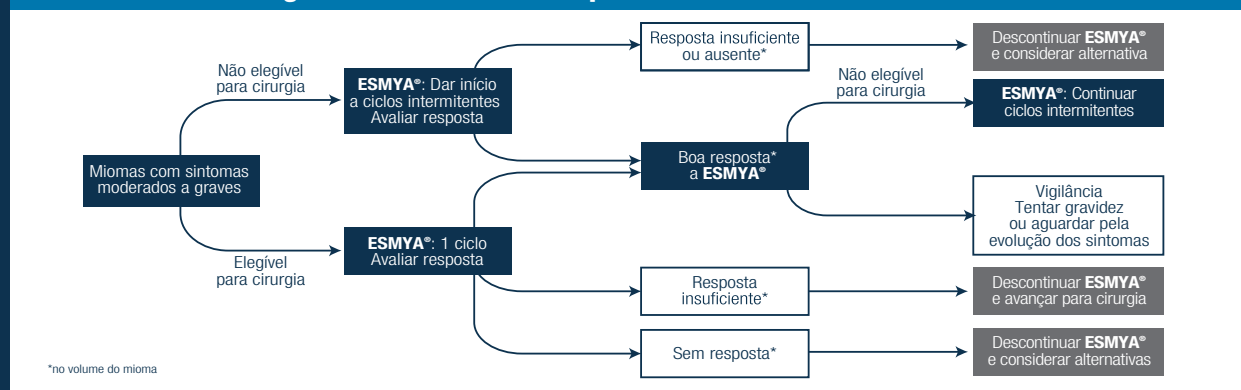 Resposta insuficiente
ou ausente*
Descontinuar ESMYA®
e considerar alternativa
Não elegível
para cirurgia
ESMYA®: Dar início
a ciclos intermitentes
Avaliar resposta
Não elegível
para cirurgia
ESMYA®: Continuar
ciclos intermitentes
Miomas com sintomas
moderados a graves
Boa resposta*
a ESMYA®
Vigilância
Tentar gravidez
ou aguardar pela
evolução dos sintomas
ESMYA®: 1 ciclo
Avaliar resposta
Elegível
para cirurgia
Resposta
insuficiente*
Descontinuar ESMYA®
e avançar para cirurgia
Sem resposta*
Descontinuar ESMYA®
e considerar alternativas
*no volume do mioma